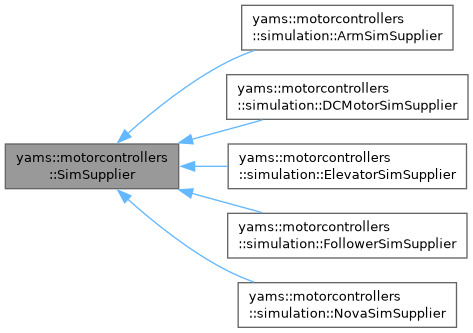 yams::motorcontrollers
::SimSupplier
yams::motorcontrollers
::simulation::ArmSimSupplier
yams::motorcontrollers
::simulation::DCMotorSimSupplier
yams::motorcontrollers
::simulation::ElevatorSimSupplier
yams::motorcontrollers
::simulation::FollowerSimSupplier
yams::motorcontrollers
::simulation::NovaSimSupplier